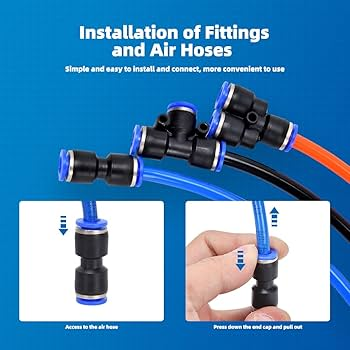 Installation of Fittings
and Air Hoses
Simple and easy to install and connect, more convenient to use
Access to the air hose
Press down the end cap and pull out